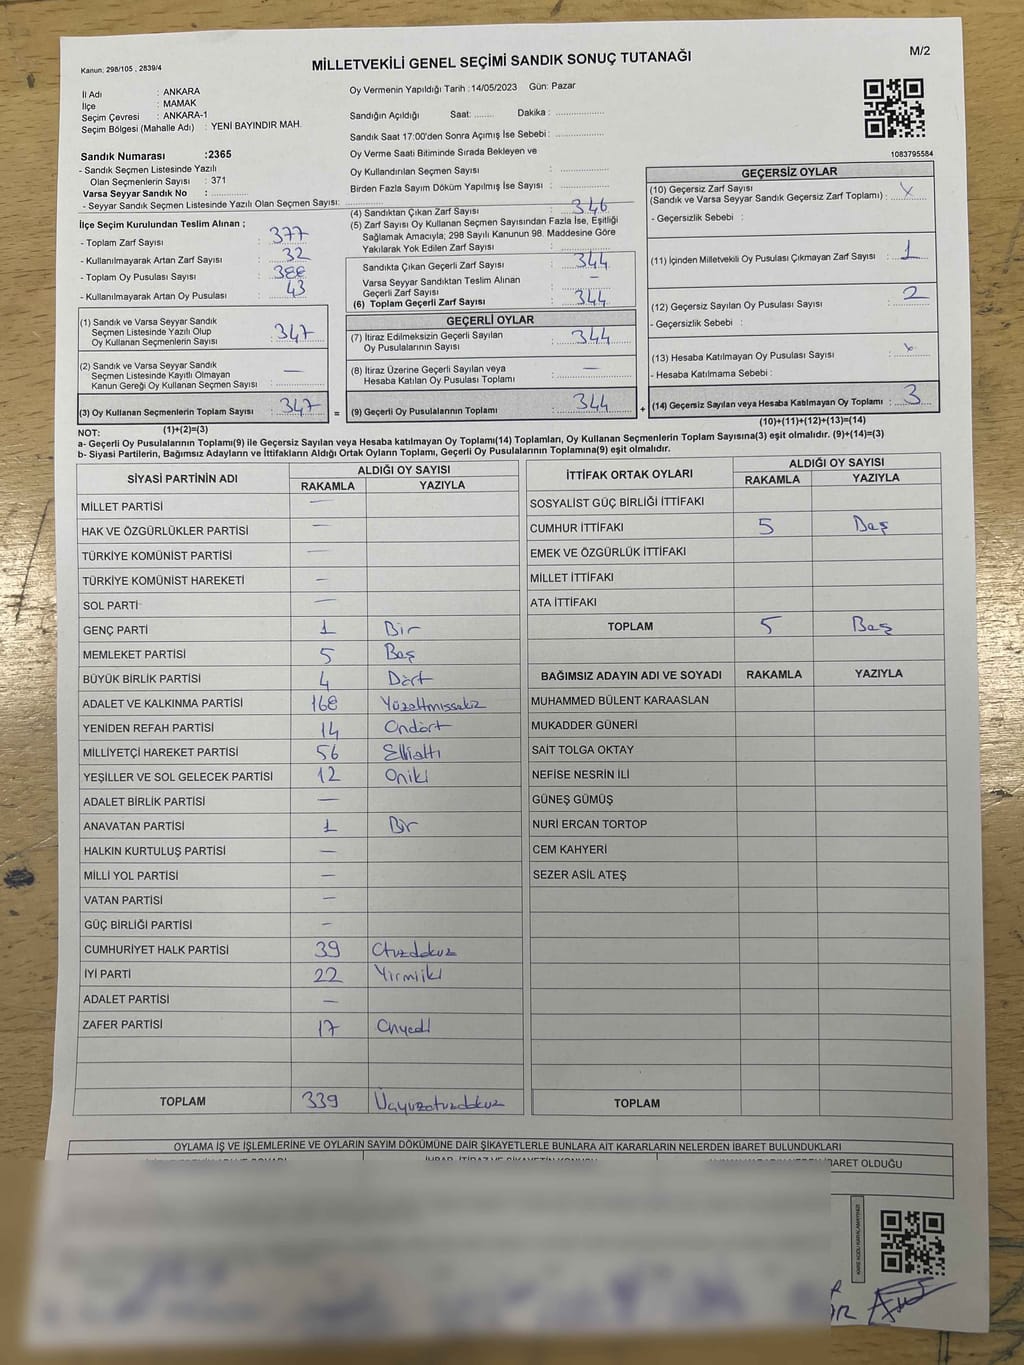 Kanun: 298/105 , 2839/4
MİLLETVEKİLİ GENEL SEÇİMİ SANDIK SONUÇ TUTANAĞI
M/2
İl Adı : ANKARA
İlçe : MAMAK
Seçim Çevresi : ANKARA-1
Seçim Bölgesi (Mahalle Adı) : YENİ BAYINDIR MAH.
Sandık Numarası :2365
- Sandık Seçmen Listesinde Yazılı
Olan Seçmenlerin Sayısı : 371
Varsa Seyyar Sandık No :
- Seyyar Sandık Seçmen Listesinde Yazılı Olan Seçmen Sayısı:
Oy Vermenin Yapıldığı Tarih :14/05/2023 Gün: Pazar
Sandığın Açıldığı Saat: Dakika :
Sandık Saat 17:00'den Sonra Açımış İse Sebebi :
Oy Verme Saati Bitiminde Sırada Bekleyen ve
Oy Kullandırılan Seçmen Sayısı :
Birden Fazla Sayım Döküm Yapılmış İse Sayısı :
1083795584
İlçe Seçim Kurulundan Teslim Alınan ;
- Toplam Zarf Sayısı : 377
- Kullanılmayarak Artan Zarf Sayısı : 32
- Toplam Oy Pusulası Sayısı : 388
- Kullanılmayarak Artan Oy Pusulası : 43
(4) Sandıktan Çıkan Zarf Sayısı : 346
(5) Zarf Sayısı Oy Kullanan Seçmen Sayısından Fazla İse, Eşitliği
Sağlamak Amacıyla; 298 Sayılı Kanunun 98. Maddesine Göre
Yakılarak Yok Edilen Zarf Sayısı :
Sandıkta Çıkan Geçerli Zarf Sayısı : 344
Varsa Seyyar Sandıktan Teslim Alınan
Geçerli Zarf Sayısı : —
(6) Toplam Geçerli Zarf Sayısı : 344
GEÇERSİZ OYLAR
(10) Geçersiz Zarf Sayısı
(Sandık ve Varsa Seyyar Sandık Geçersiz Zarf Toplamı) : x
- Geçersizlik Sebebi :
(11) İçinden Milletvekili Oy Pusulası Çıkmayan Zarf Sayısı : 1
(12) Geçersiz Sayılan Oy Pusulası Sayısı : 2
- Geçersizlik Sebebi :
(13) Hesaba Katılmayan Oy Pusulası Sayısı :
- Hesaba Katılmama Sebebi :
(14) Geçersiz Sayılan veya Hesaba Katılmayan Oy Toplamı : 3
(10)+(11)+(12)+(13)=(14)
(1) Sandık ve Varsa Seyyar Sandık
Seçmen Listesinde Yazılı Olup
Oy Kullanan Seçmenlerin Sayısı : 347
(2) Sandık ve Varsa Seyyar Sandık
Seçmen Listesinde Kayıtlı Olmayan
Kanun Gereği Oy Kullanan Seçmen Sayısı : —
(3) Oy Kullanan Seçmenlerin Toplam Sayısı : 347 =
(1)+(2)=(3)
GEÇERLİ OYLAR
(7) İtiraz Edilmeksizin Geçerli Sayılan
Oy Pusulalarının Sayısı : 344
(8) İtiraz Üzerine Geçerli Sayılan veya
Hesaba Katılan Oy Pusulası Toplamı : —
(9) Geçerli Oy Pusulalarının Toplamı : 344 +
NOT:
a- Geçerli Oy Pusulalarının Toplamı(9) ile Geçersiz Sayılan veya Hesaba katılmayan Oy Toplamı(14) Toplamları, Oy Kullanan Seçmenlerin Toplam Sayısına(3) eşit olmalıdır. (9)+(14)=(3)
b- Siyasi Partilerin, Bağımsız Adayların ve İttifakların Aldığı Ortak Oyların Toplamı, Geçerli Oy Pusulalarının Toplamına(9) eşit olmalıdır.
SİYASİ PARTİNİN ADI ALDIĞI OY SAYISI
RAKAMLA YAZIYLA
MİLLET PARTİSİ —
HAK VE ÖZGÜRLÜKLER PARTİSİ —
TÜRKİYE KOMÜNİST PARTİSİ —
TÜRKİYE KOMÜNİST HAREKETİ —
SOL PARTİ —
GENÇ PARTİ 1 Bir
MEMLEKET PARTİSİ 5 Beş
BÜYÜK BİRLİK PARTİSİ 4 Dört
ADALET VE KALKINMA PARTİSİ 168 Yüzaltmıssekiz
YENİDEN REFAH PARTİSİ 14 Ondört
MİLLİYETÇİ HAREKET PARTİSİ 56 Elliαltı
YEŞİLLER VE SOL GELECEK PARTİSİ 12 Oniki
ADALET BİRLİK PARTİSİ —
ANAVATAN PARTİSİ 1 Bir
HALKIN KURTULUŞ PARTİSİ —
MİLLİ YOL PARTİSİ —
VATAN PARTİSİ —
GÜÇ BİRLİĞİ PARTİSİ —
CUMHURİYET HALK PARTİSİ 39 Otuzdokuz
İYİ PARTİ 22 Yirmiiki
ADALET PARTİSİ —
ZAFER PARTİSİ 17 Onyedi
TOPLAM 339 Üçyüzotuzdokuz
İTTİFAK ORTAK OYLARI ALDIĞI OY SAYISI
RAKAMLA YAZIYLA
SOSYALİST GÜÇ BİRLİĞİ İTTİFAKI
CUMHUR İTTİFAKI 5 Beş
EMEK VE ÖZGÜRLÜK İTTİFAKI
MİLLET İTTİFAKI
ATA İTTİFAKI
TOPLAM 5 Beş
BAĞIMSIZ ADAYIN ADI VE SOYADI RAKAMLA YAZIYLA
MUHAMMED BÜLENT KARAASLAN
MUKADDER GÜNERİ
SAİT TOLGA OKTAY
NEFİSE NESRİN İLİ
GÜNEŞ GÜMÜŞ
NURİ ERCAN TORTOP
CEM KAHYERİ
SEZER ASİL ATEŞ
TOPLAM
OYLAMA İŞ VE İŞLEMLERİNE VE OYLARIN SAYIM DÖKÜMÜNE DAİR ŞİKAYETLERLE BUNLARA AİT KARARLARIN NELERDEN İBARET BULUNDUKLARI
İBARET OLDUĞU